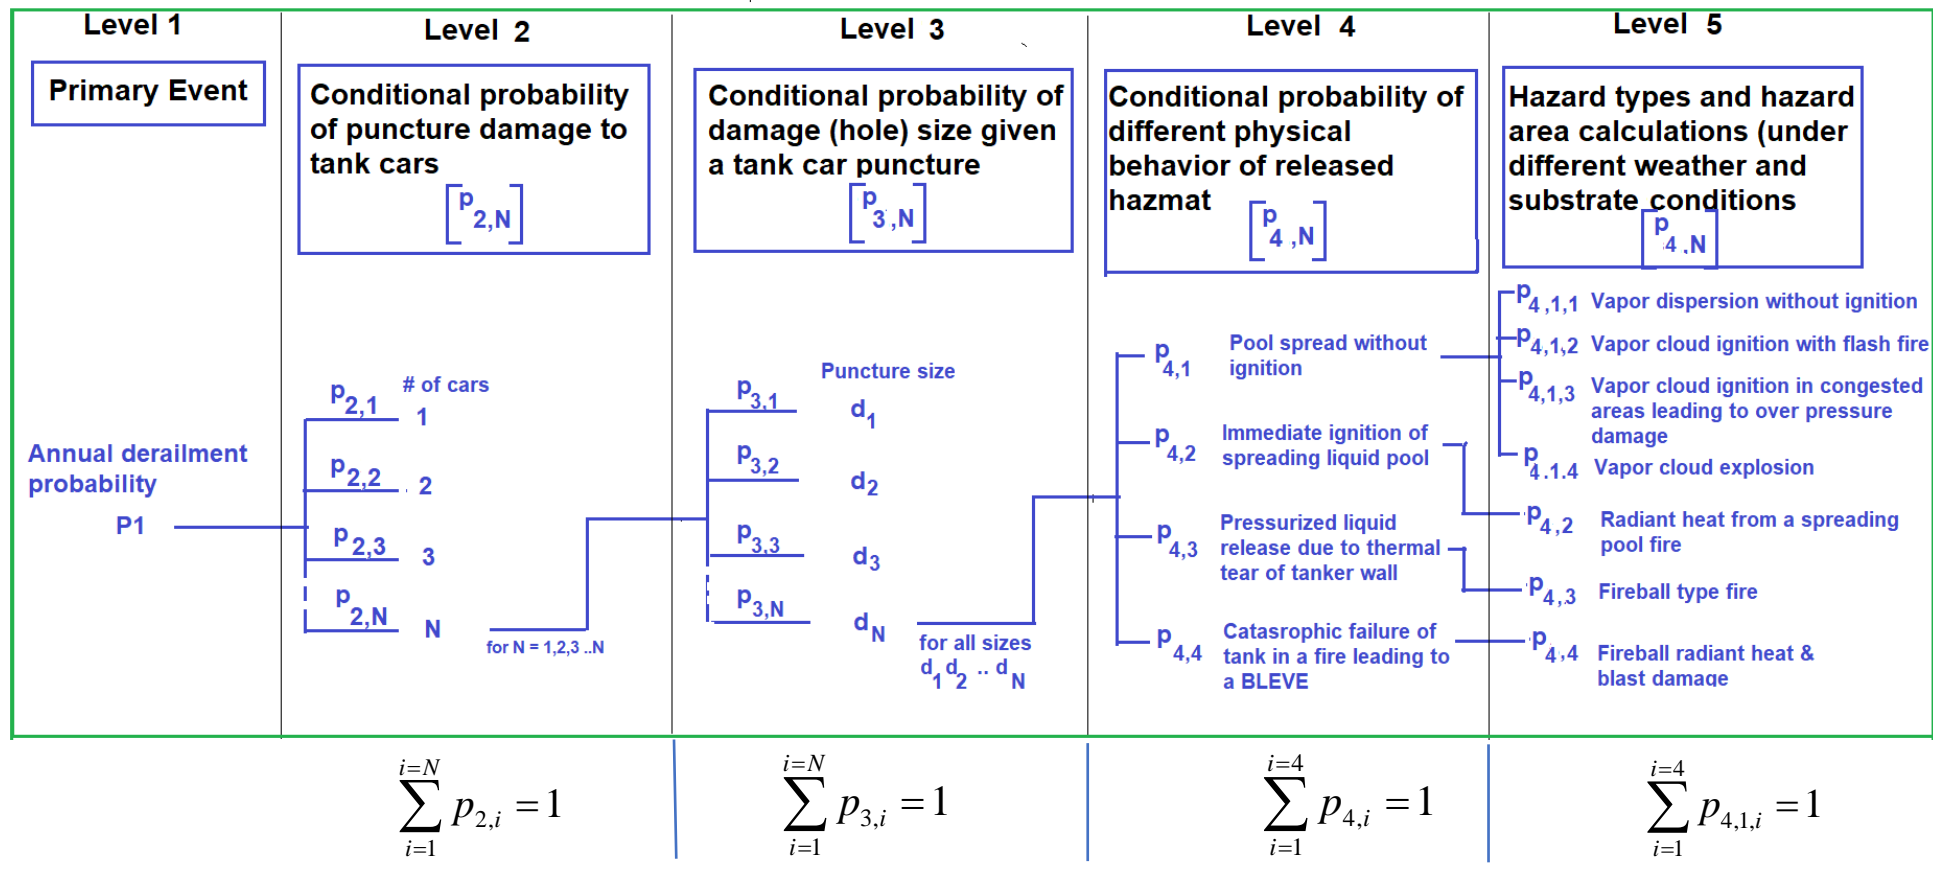 Level 1
Primary Event
Annual derailment
probability
P1
Level 2
Conditional probability
of puncture damage to
tank cars
[p 2,N]
# of cars
p2,1 1
p2,2 2
p2,3 3
p2,N N
for N = 1,2,3 ..N
Level 3
Conditional probability of
damage (hole) size given
a tank car puncture
[p 3,N]
Puncture size
p3,1 d1
p3,2 d2
p3,3 d3
p3,N dN
for all sizes
d1 d2 .. dN
Level 4
Conditional probability of
different physical
behavior of released
hazmat
[p 4,N]
p4,1 Pool spread without
ignition
p4,2 Immediate ignition of
spreading liquid pool
p4,3 Pressurized liquid
release due to thermal
tear of tanker wall
p4,4 Catasrophic failure of
tank in a fire leading to
a BLEVE
Level 5
Hazard types and hazard
area calculations (under
different weather and
substrate conditions
[p 4,N]
p4,1,1 Vapor dispersion without ignition
p4,1,2 Vapor cloud ignition with flash fire
p4,1,3 Vapor cloud ignition in congested
areas leading to over pressure
damage
p4.1.4 Vapor cloud explosion
p4,2 Radiant heat from a spreading
pool fire
p4,3 Fireball type fire
p4,4 Fireball radiant heat &
blast damage
i=N
∑ p2,i = 1
i=1
i=N
∑ p3,i = 1
i=1
i=4
∑ p4,i = 1
i=1
i=4
∑ p4,1,i = 1
i=1